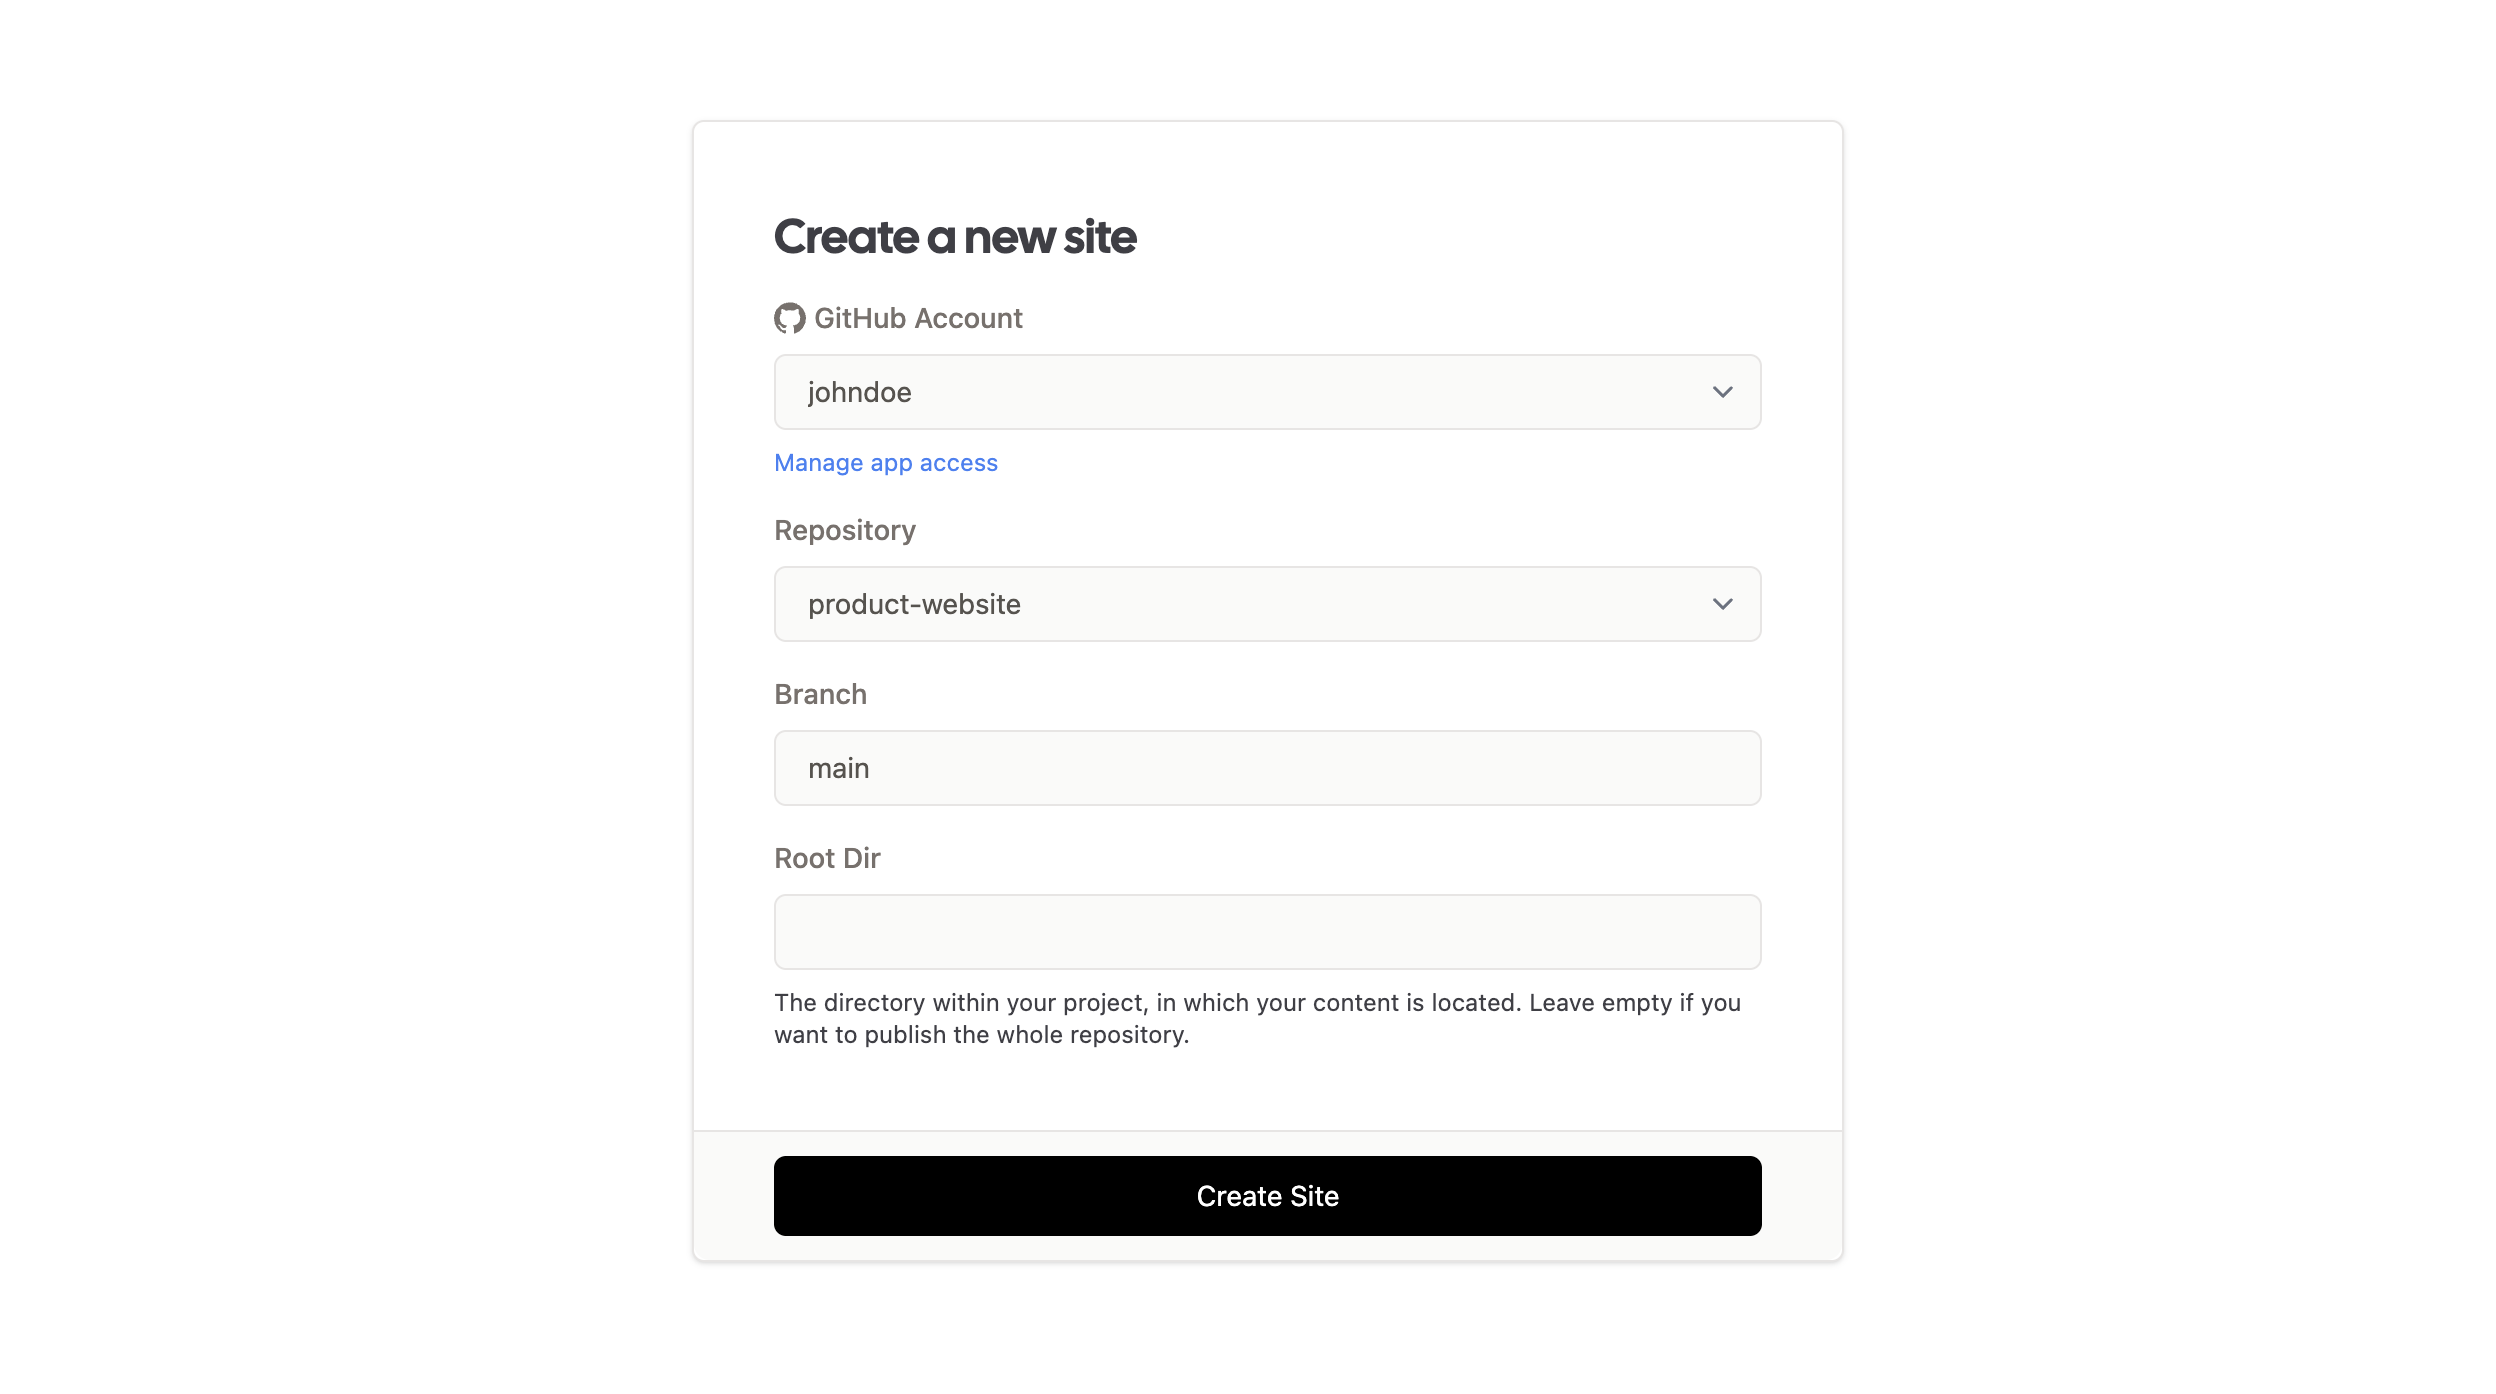 Create a new site
GitHub Account
johndoe
Manage app access
Repository
product-website
Branch
main
Root Dir
The directory within your project, in which your content is located. Leave empty if you
want to publish the whole repository.
Create Site